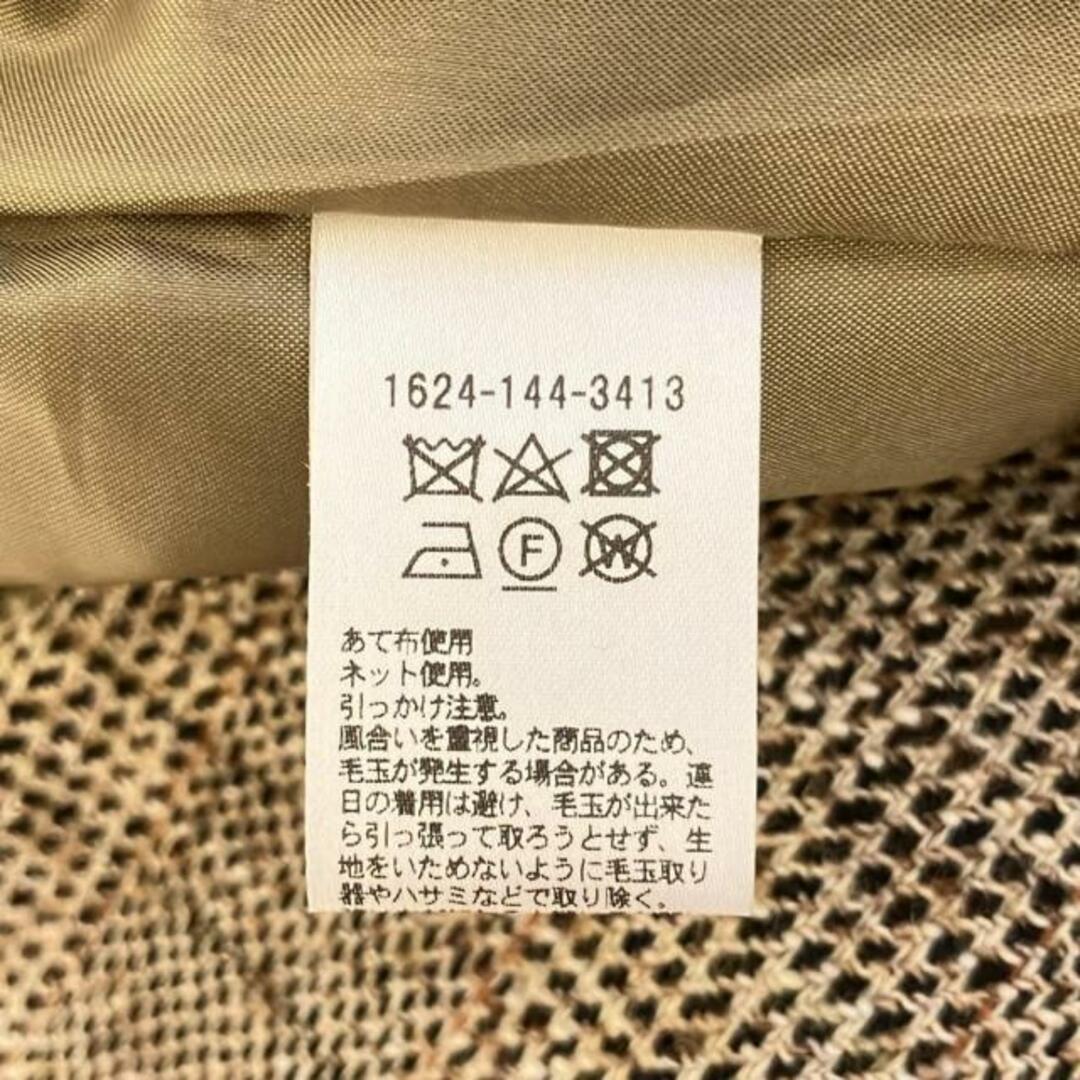 1624-144-3413
F
W
あて布使用
ネット使用。
引っかけ注意。
風合いを重視した商品のため、
毛玉が発生する場合がある。連
日の着用は避け、毛玉が出来た
ら引っ張って取ろうとせず、生
地をいためないように毛玉取り
器やハサミなどで取り除く。